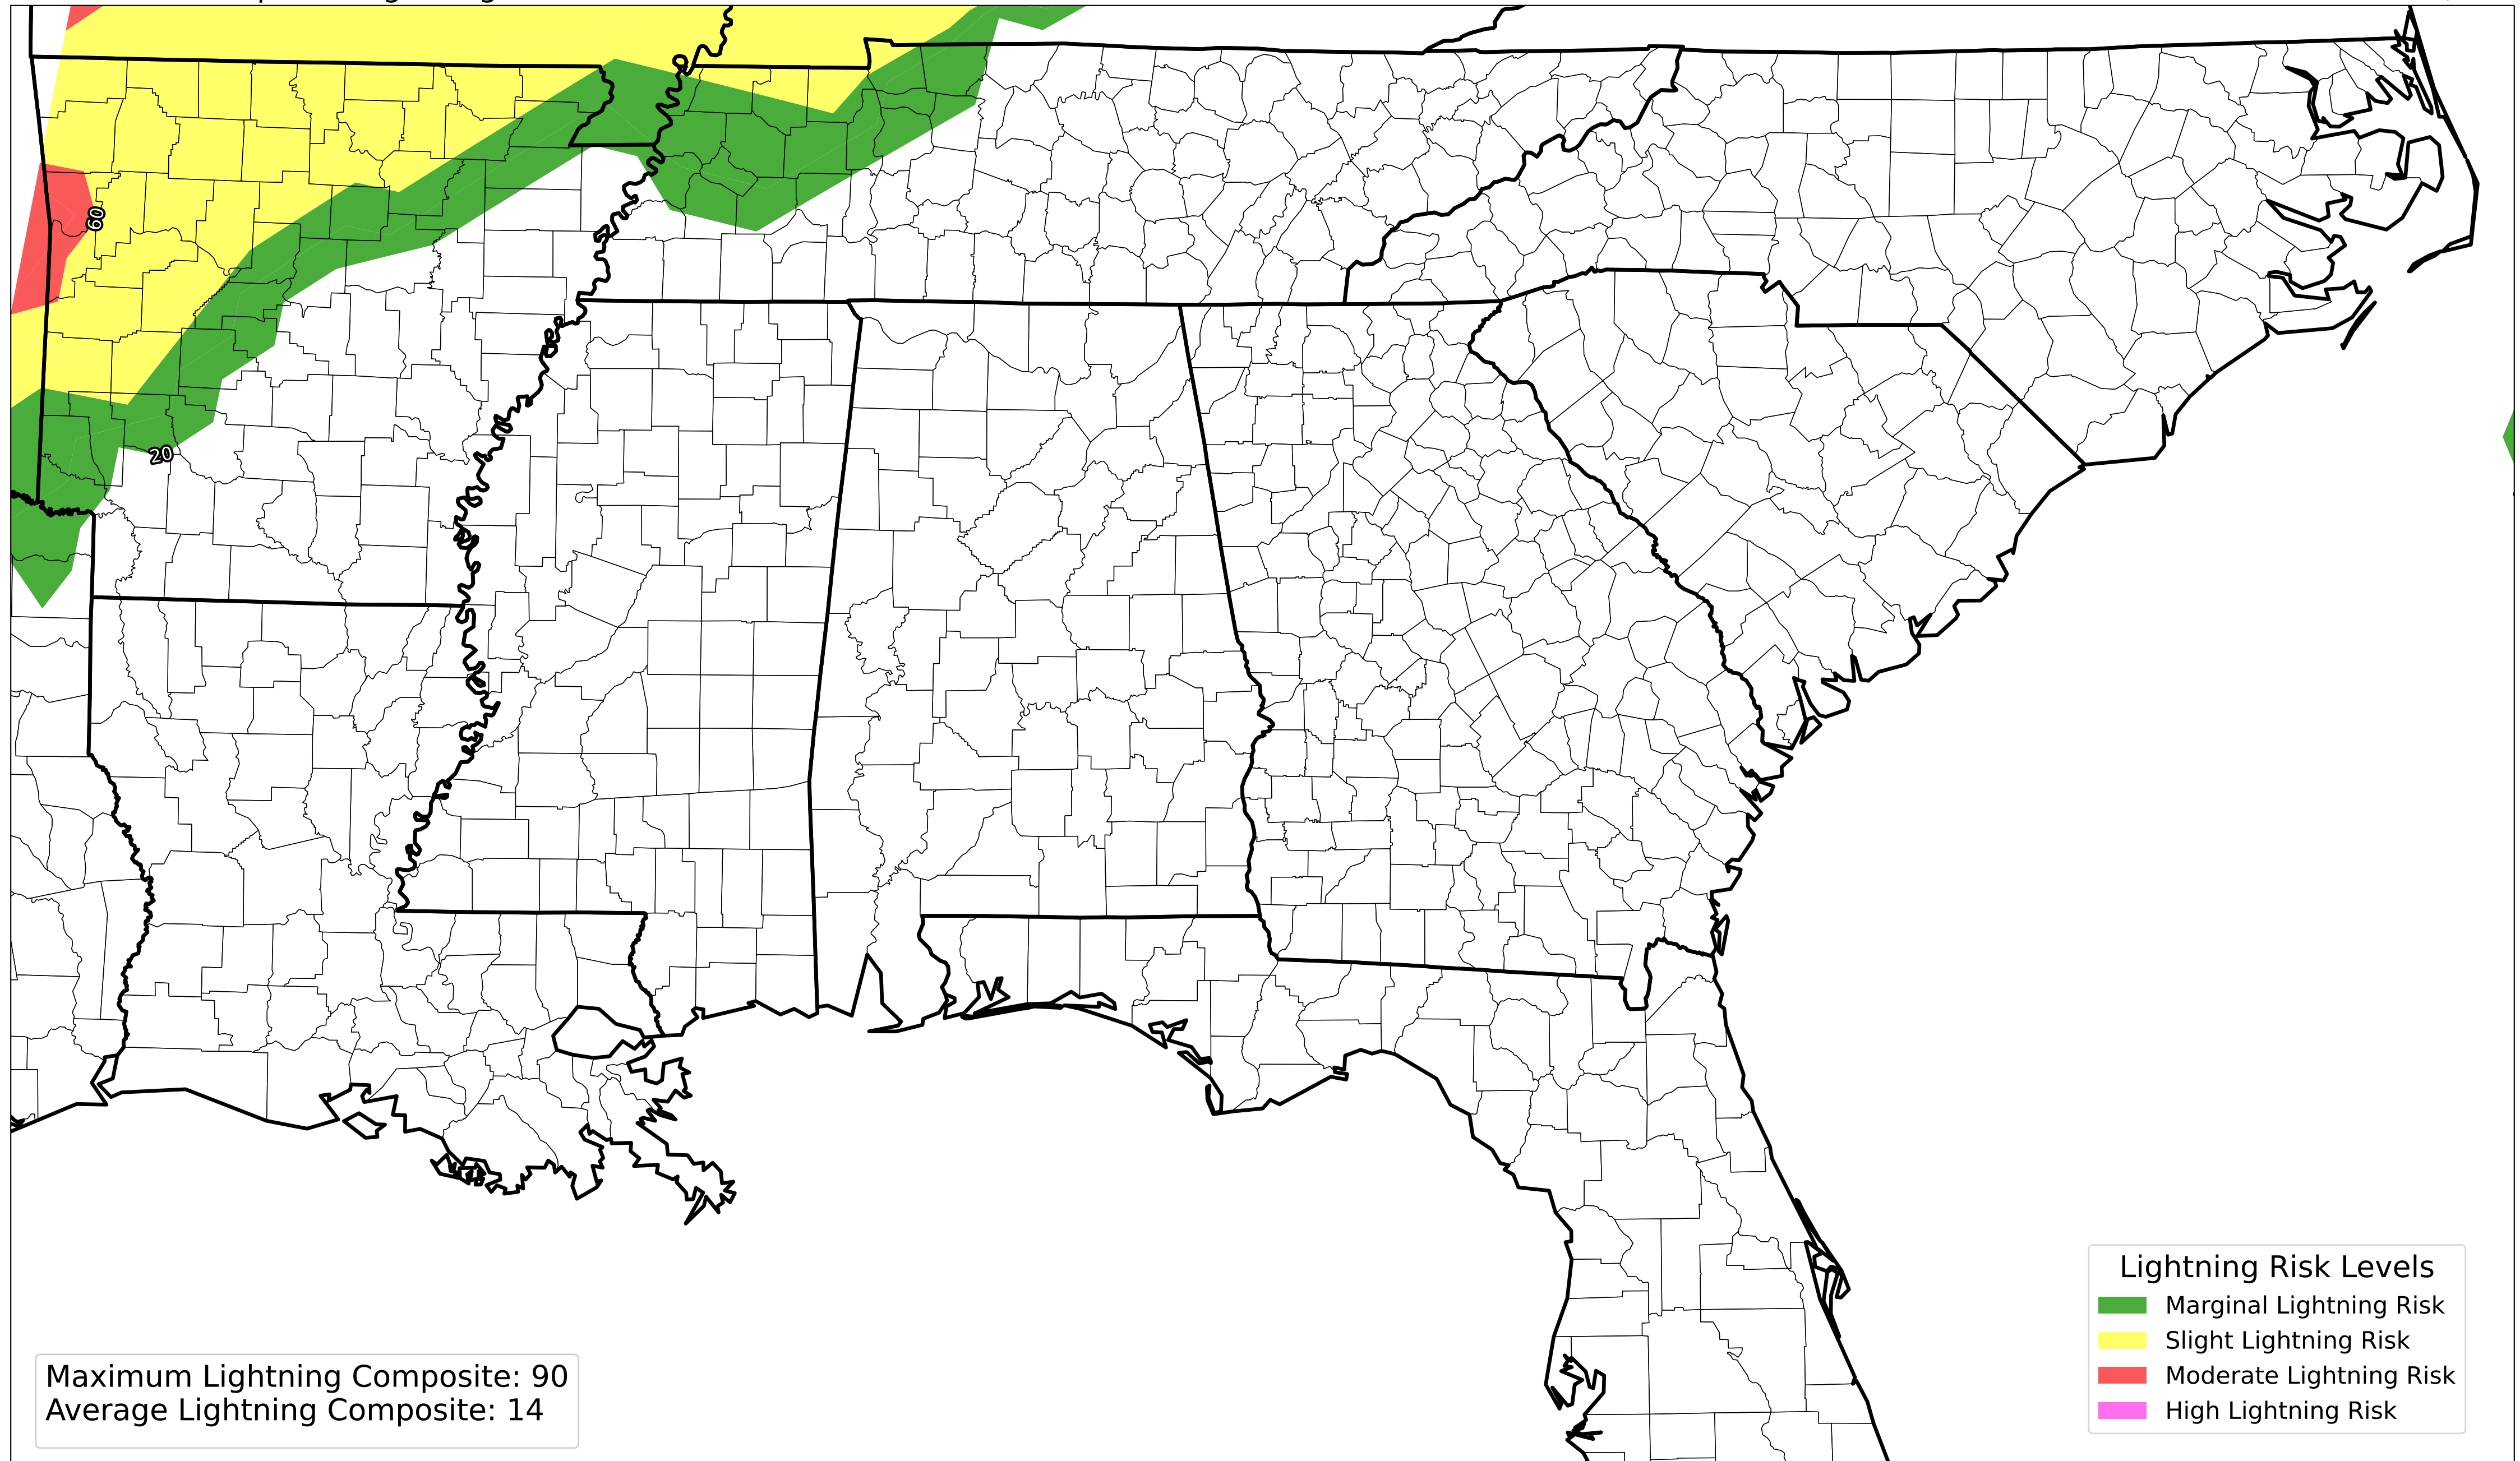 60
20
Lightning Risk Levels
Marginal Lightning Risk
Slight Lightning Risk
Moderate Lightning Risk
High Lightning Risk
Maximum Lightning Composite: 90
Average Lightning Composite: 14